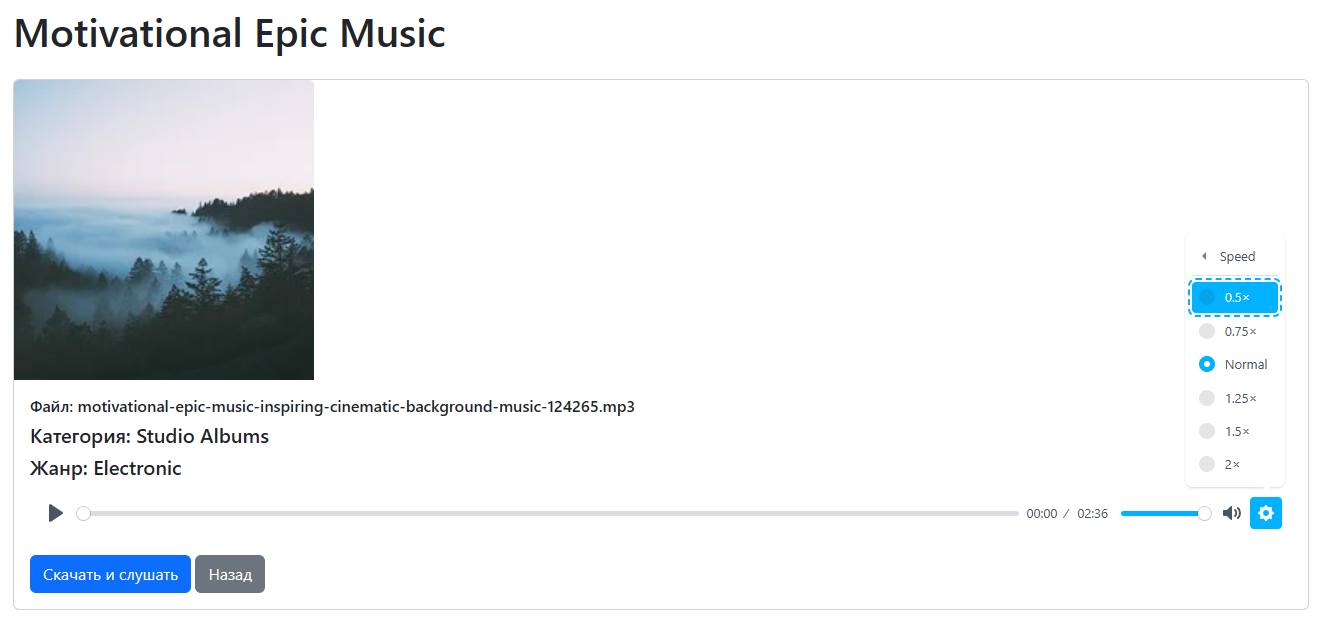 Motivational Epic Music
Speed
0.5×
0.75×
Normal
1.25×
1.5×
2×
Файл: motivational-epic-music-inspiring-cinematic-background-music-124265.mp3
Категория: Studio Albums
Жанр: Electronic
00:00 / 02:36
Скачать и слушать Назад